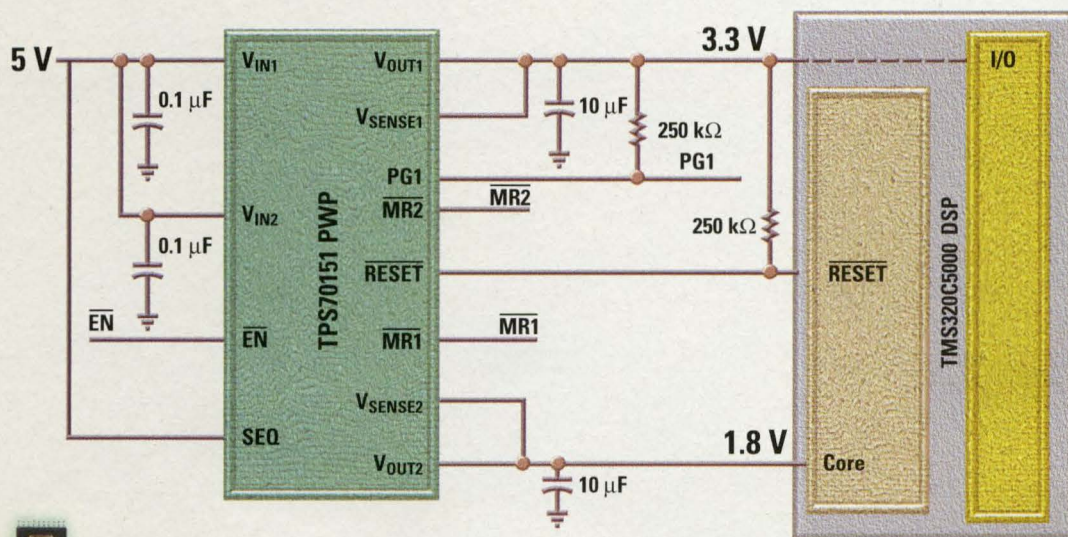 5 V
0.1 μF
0.1 μF
EN
V_IN1
V_IN2
EN
SEQ
TPS70151 PWP
V_OUT1
V_SENSE1
PG1
MR2
RESET
MR1
V_SENSE2
V_OUT2
3.3 V
10 μF
250 kΩ
PG1
MR2
250 kΩ
MR1
1.8 V
10 μF
RESET
Core
TMS320C5000 DSP
I/O